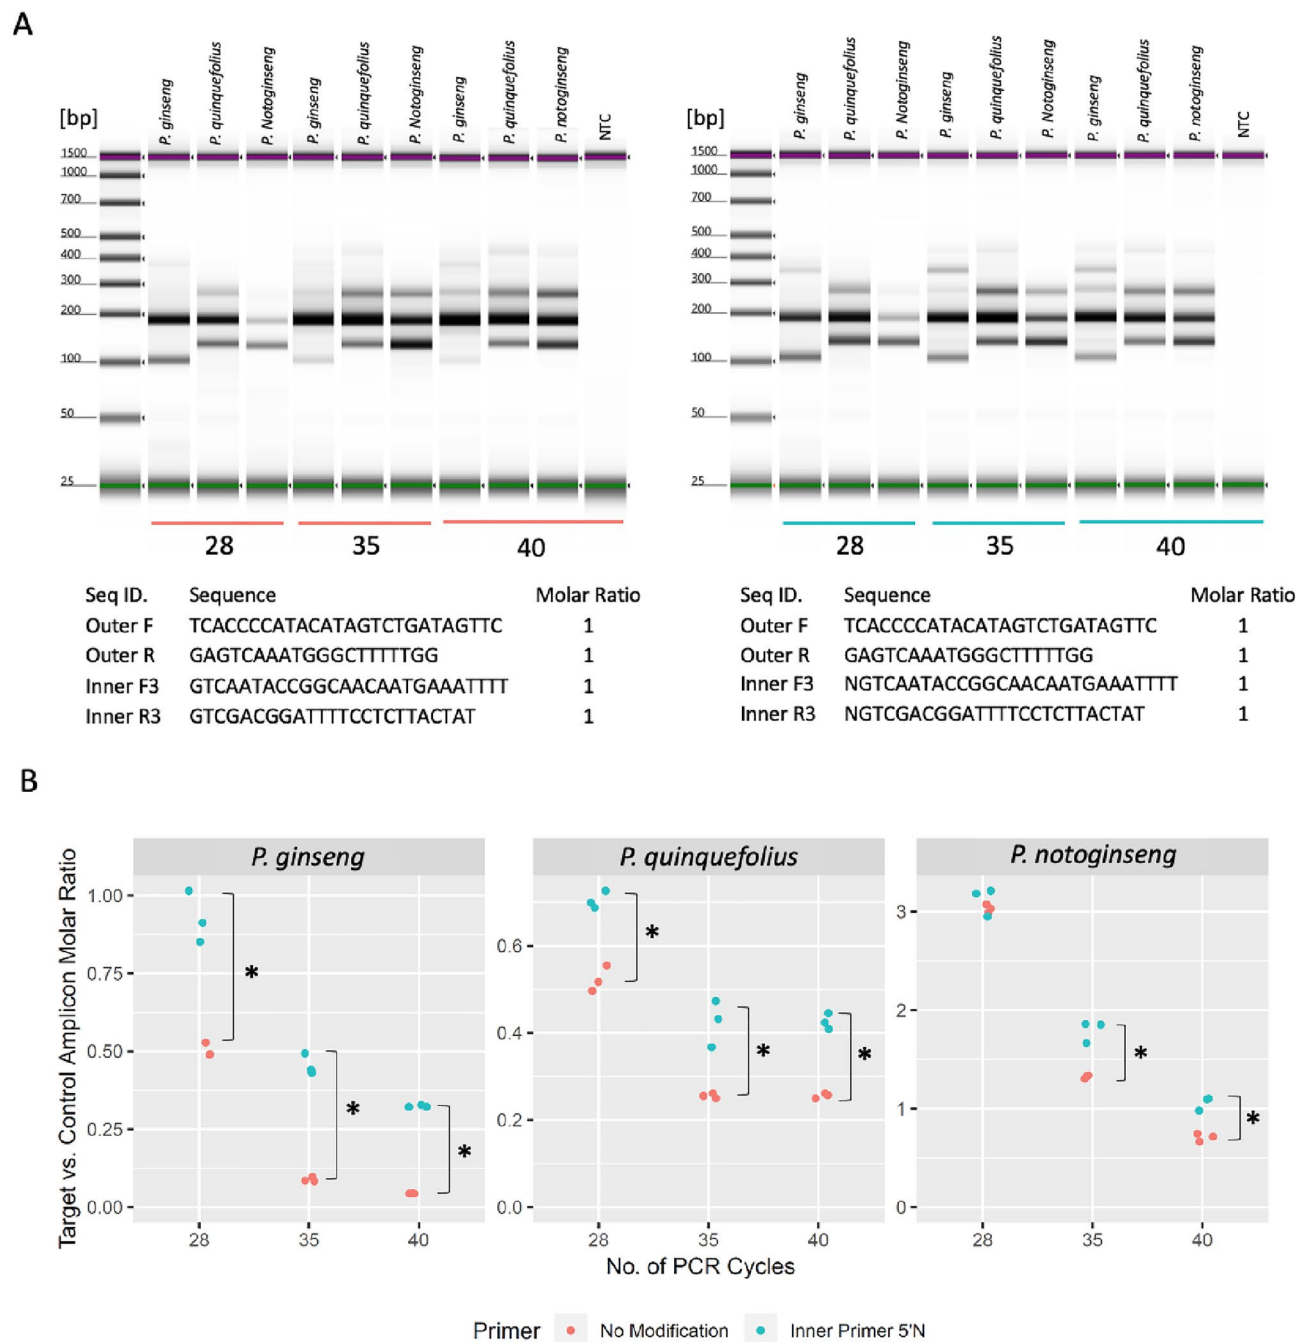 A
[bp]
P. ginseng
P. quinquefolius
P. Notoginseng
P. ginseng
P. quinquefolius
P. Notoginseng
P. ginseng
P. quinquefolius
P. notoginseng
NTC
1500
1000
700
500
400
300
200
100
50
25
28 35 40
[bp]
P. ginseng
P. quinquefolius
P. Notoginseng
P. ginseng
P. quinquefolius
P. Notoginseng
P. ginseng
P. quinquefolius
P. notoginseng
NTC
1500
1000
700
500
400
300
200
100
50
25
28 35 40
Seq ID. Sequence Molar Ratio
Outer F TCACCCCATACATAGTCTGATAGTTC 1
Outer R GAGTCAAATGGGCTTTTTGG 1
Inner F3 GTCAATACCGGCAACAATGAAATTTT 1
Inner R3 GTCGACGGATTTTCCTCTTACTAT 1
Seq ID. Sequence Molar Ratio
Outer F TCACCCCATACATAGTCTGATAGTTC 1
Outer R GAGTCAAATGGGCTTTTTGG 1
Inner F3 NGTCAATACCGGCAACAATGAAATTTT 1
Inner R3 NGTCGACGGATTTTCCTCTTACTAT 1
B
Target vs. Control Amplicon Molar Ratio
P. ginseng
1.00
0.75
0.50
0.25
0.00
* * *
28 35 40
P. quinquefolius
0.6
0.4
0.2
0.0
* * *
28 35 40
P. notoginseng
3
2
1
0
* *
28 35 40
No. of PCR Cycles
Primer No Modification Inner Primer 5'N